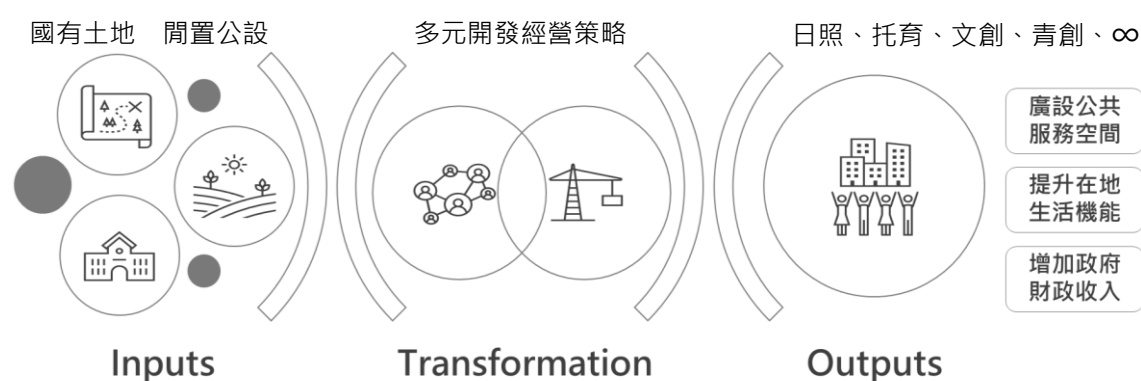 國有土地　閒置公設
多元開發經營策略
日照、托育、文創、青創、∞
廣設公共
服務空間
提升在地
生活機能
增加政府
財政收入
Inputs
Transformation
Outputs